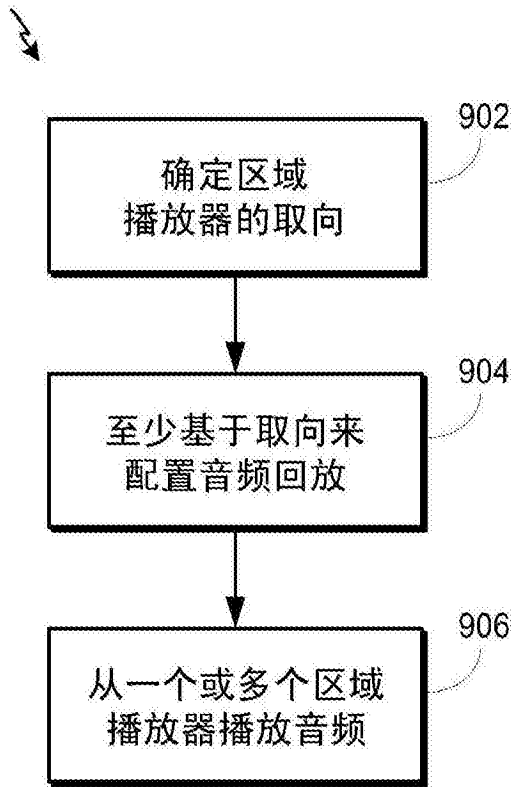 902
确定区域
播放器的取向
904
至少基于取向来
配置音频回放
906
从一个或多个区域
播放器播放音频